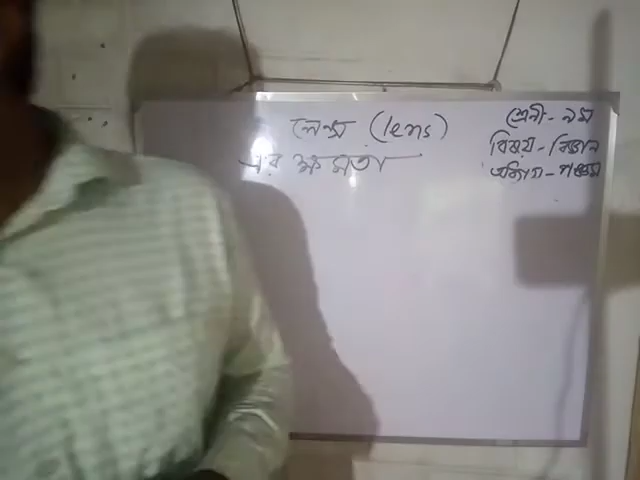 লেন্স (lens)
এর ক্ষমতা
শ্রেনী - ৯ম
বিষয় - বিজ্ঞান
অধ্যায় - পঞ্চম